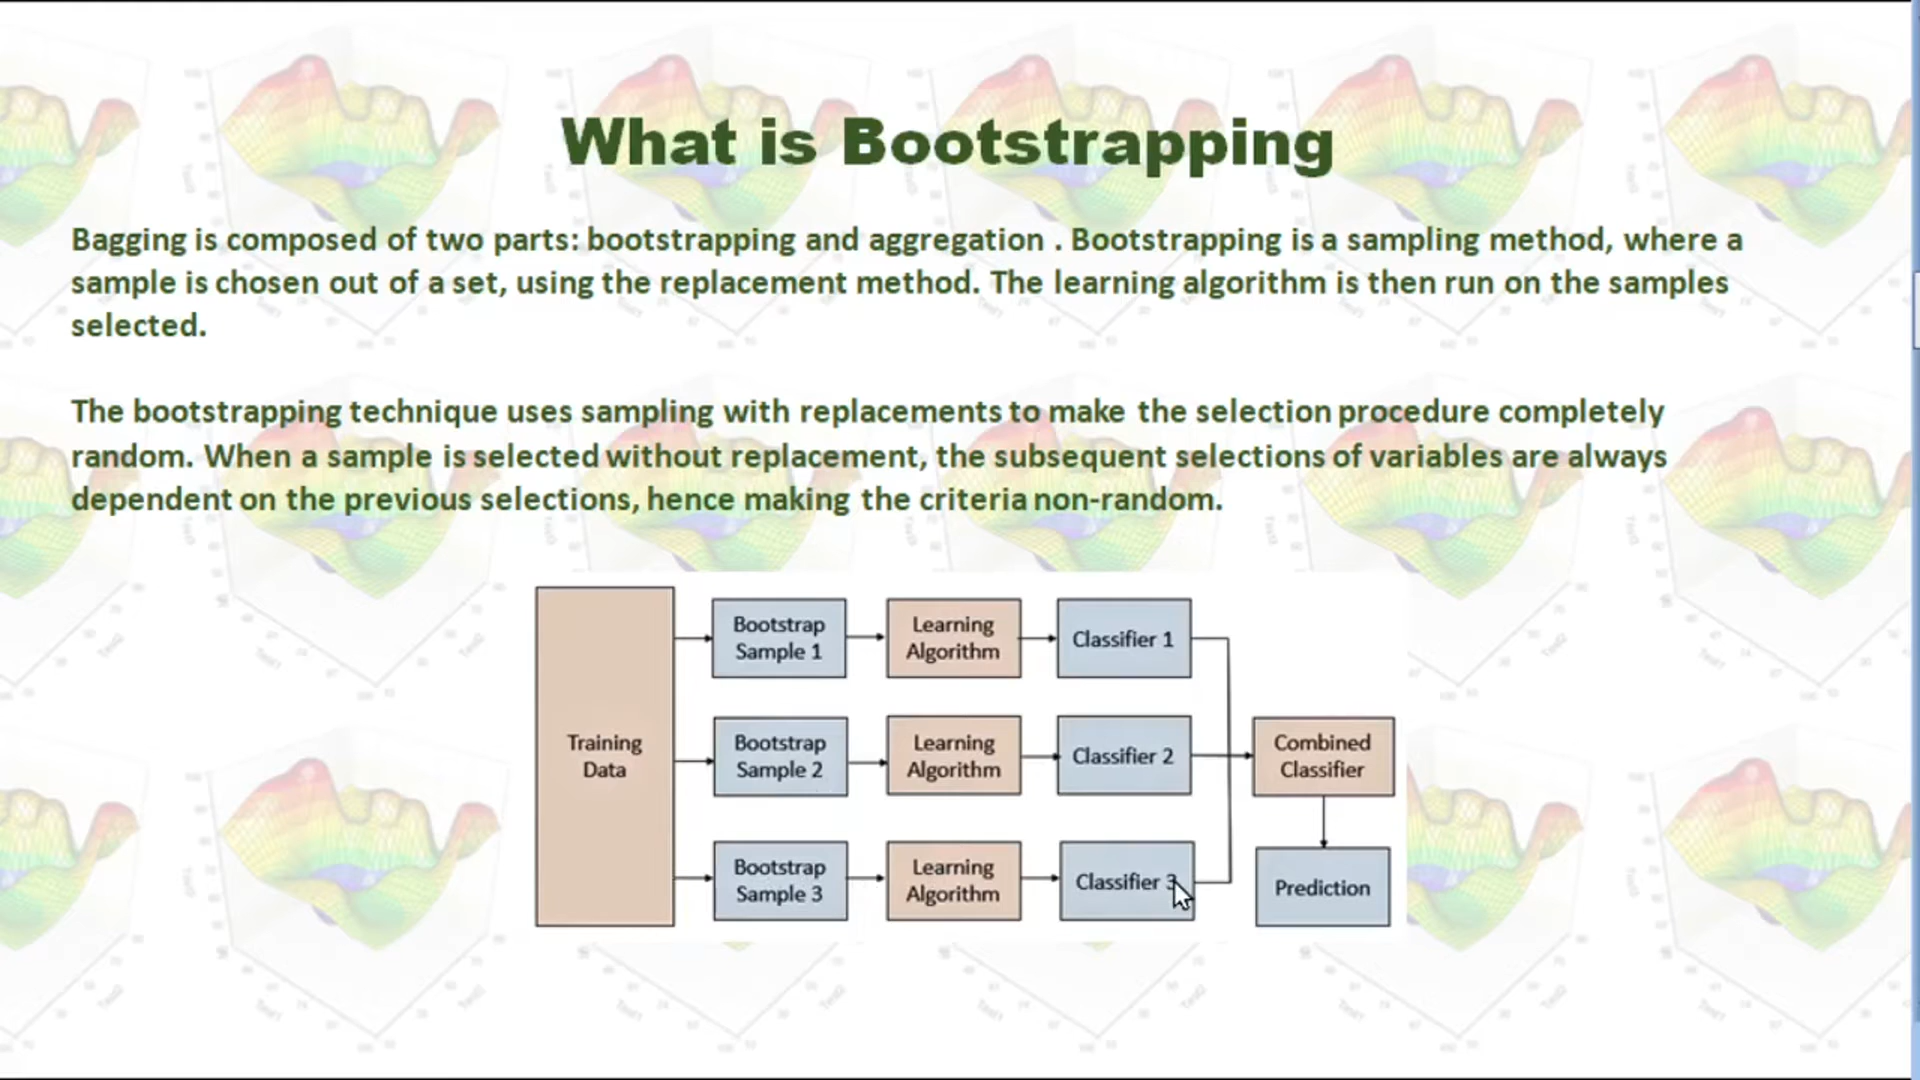 What is Bootstrapping
Bagging is composed of two parts: bootstrapping and aggregation . Bootstrapping is a sampling method, where a
sample is chosen out of a set, using the replacement method. The learning algorithm is then run on the samples
selected.
The bootstrapping technique uses sampling with replacements to make the selection procedure completely
random. When a sample is selected without replacement, the subsequent selections of variables are always
dependent on the previous selections, hence making the criteria non-random.
Training
Data
Bootstrap
Sample 1
Learning
Algorithm
Classifier 1
Bootstrap
Sample 2
Learning
Algorithm
Classifier 2
Bootstrap
Sample 3
Learning
Algorithm
Classifier 3
Combined
Classifier
Prediction